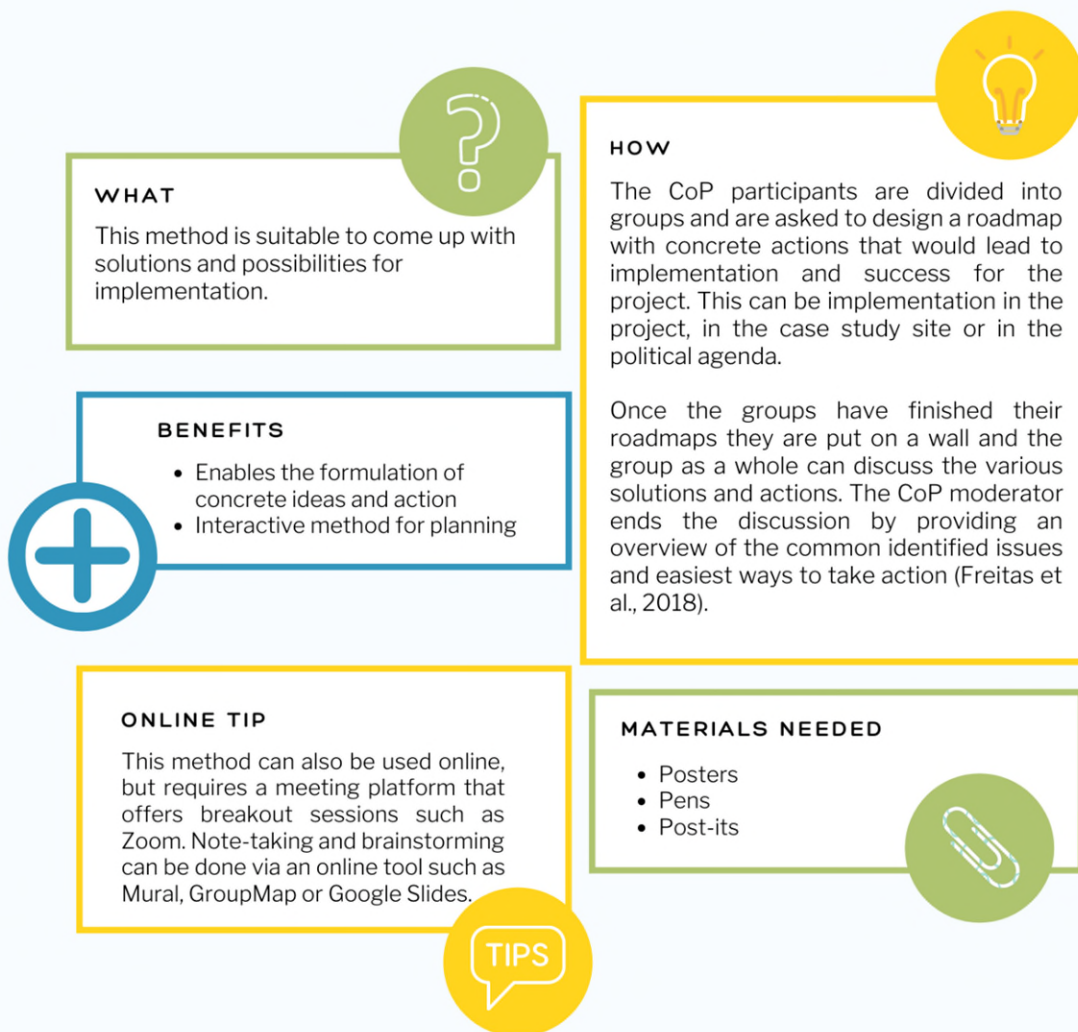 WHAT
This method is suitable to come up with
solutions and possibilities for
implementation.
BENEFITS
• Enables the formulation of
concrete ideas and action
• Interactive method for planning
ONLINE TIP
This method can also be used online,
but requires a meeting platform that
offers breakout sessions such as
Zoom. Note-taking and brainstorming
can be done via an online tool such as
Mural, GroupMap or Google Slides.
TIPS
HOW
The CoP participants are divided into
groups and are asked to design a roadmap
with concrete actions that would lead to
implementation and success for the
project. This can be implementation in the
project, in the case study site or in the
political agenda.
Once the groups have finished their
roadmaps they are put on a wall and the
group as a whole can discuss the various
solutions and actions. The CoP moderator
ends the discussion by providing an
overview of the common identified issues
and easiest ways to take action (Freitas et
al., 2018).
MATERIALS NEEDED
• Posters
• Pens
• Post-its